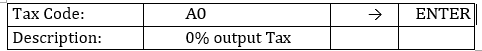 Tax Code: A0 → ENTER
Description: 0% output Tax